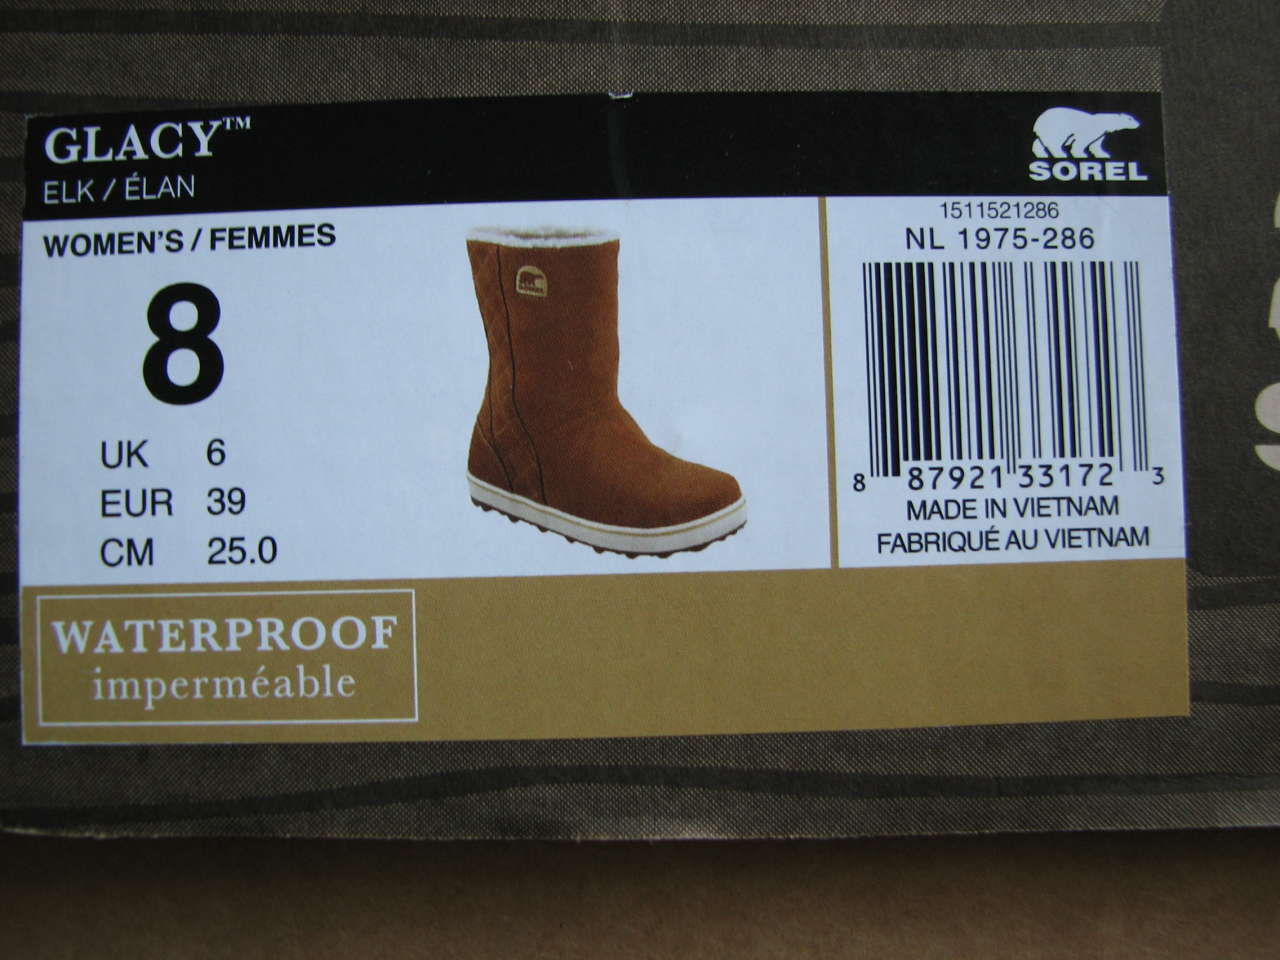 GLACY™
ELK / ÉLAN
SOREL
WOMEN'S / FEMMES
8
UK 6
EUR 39
CM 25.0
SOREL
1511521286
NL 1975-286
8 87921 33172 3
MADE IN VIETNAM
FABRIQUÉ AU VIETNAM
WATERPROOF
imperméable